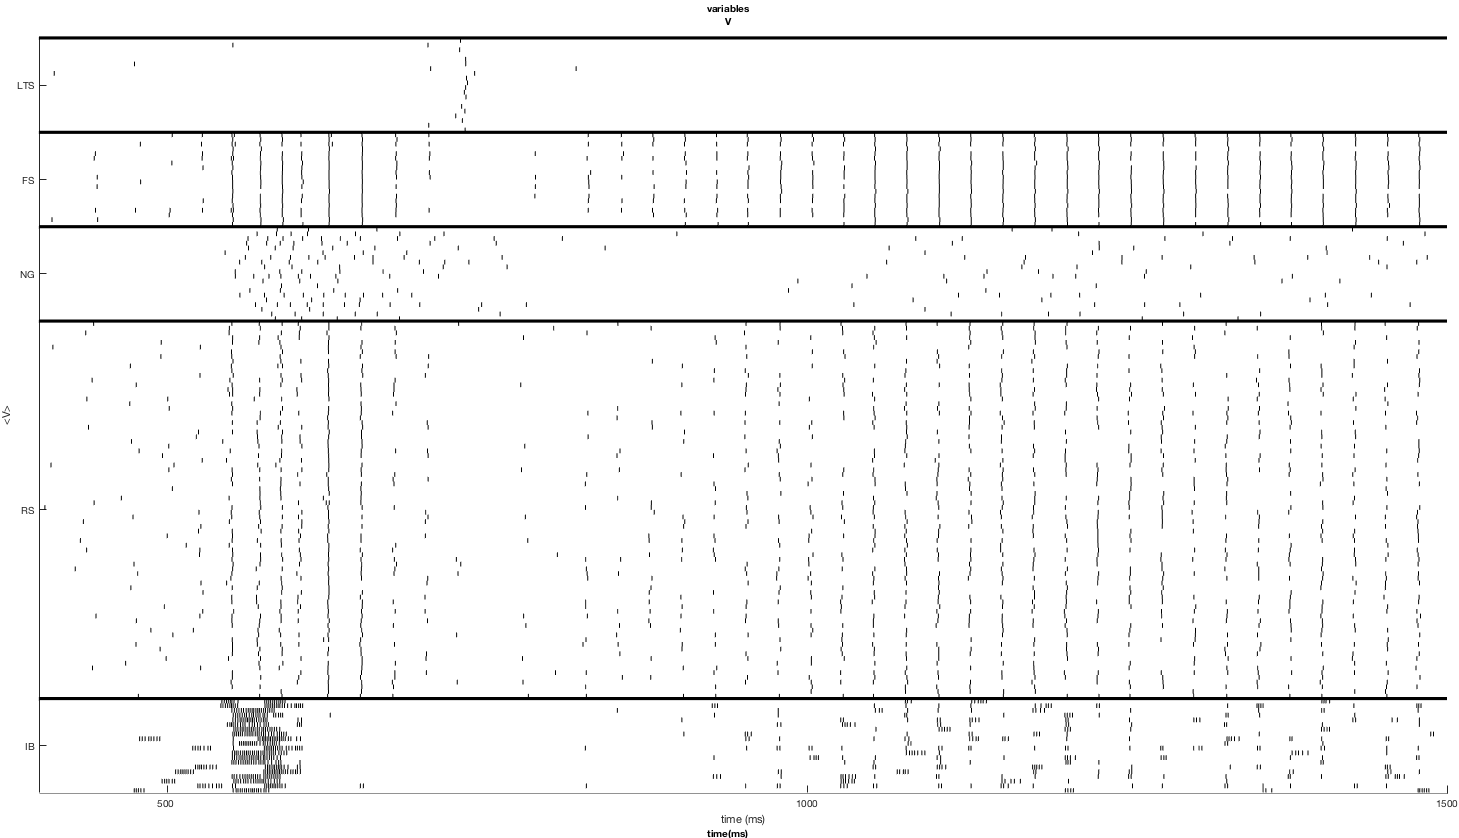 variables
V
LTS
FS
NG
RS
IB
<V>
500
1000
1500
time (ms)
time(ms)